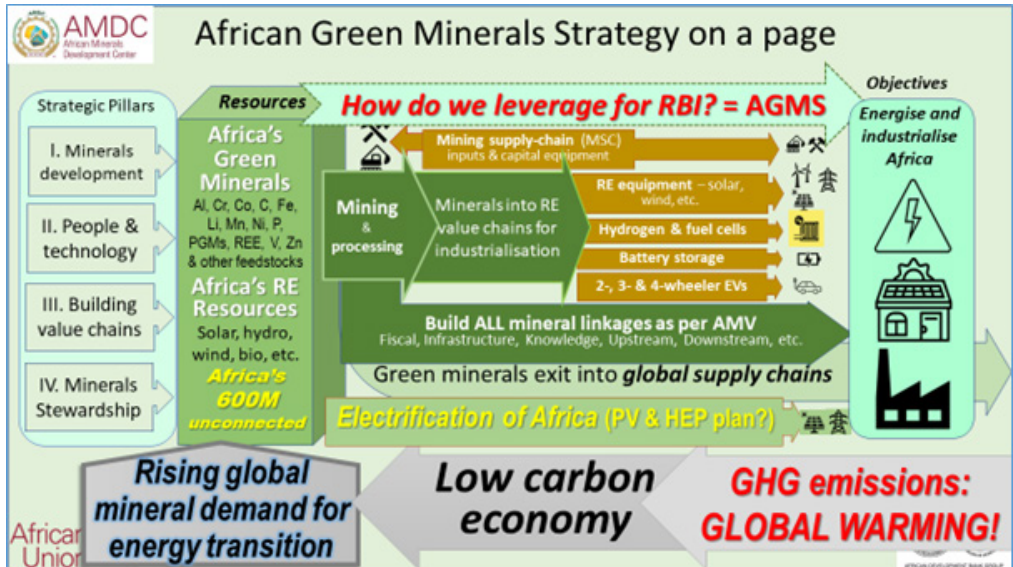 AMDC
African Minerals
Development Center
African Green Minerals Strategy on a page
Strategic Pillars
I. Minerals
development
II. People &
technology
III. Building
value chains
IV. Minerals
Stewardship
Resources
Africa's
Green
Minerals
Al, Cr, Co, C, Fe,
Li, Mn, Ni, P,
PGMs, REE, V, Zn
& other feedstocks
Africa's RE
Resources
Solar, hydro,
wind, bio, etc.
Africa's
600M
unconnected
How do we leverage for RBI? = AGMS
Mining supply-chain (MSC)
inputs & capital equipment
Mining
&
processing
Minerals into RE
value chains for
industrialisation
RE equipment – solar,
wind, etc.
Hydrogen & fuel cells
Battery storage
2-, 3- & 4-wheeler EVs
Build ALL mineral linkages as per AMV
Fiscal, Infrastructure, Knowledge, Upstream, Downstream, etc.
Green minerals exit into global supply chains
Electrification of Africa (PV & HEP plan?)
Objectives
Energise and
industrialise
Africa
Rising global
mineral demand for
energy transition
Low carbon
economy
GHG emissions:
GLOBAL WARMING!
African
Union